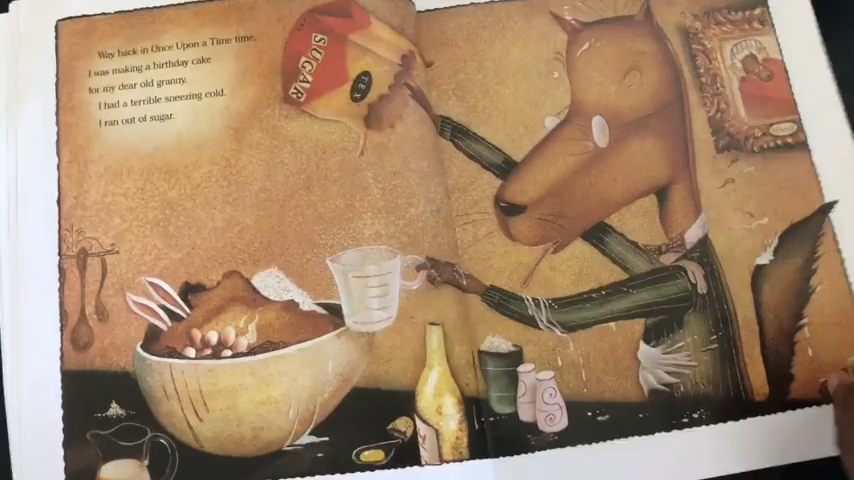 Way back in Once Upon a Time time,
I was making a birthday cake
for my dear old granny.
I had a terrible sneezing cold.
I ran out of sugar.
SUGAR
TEX